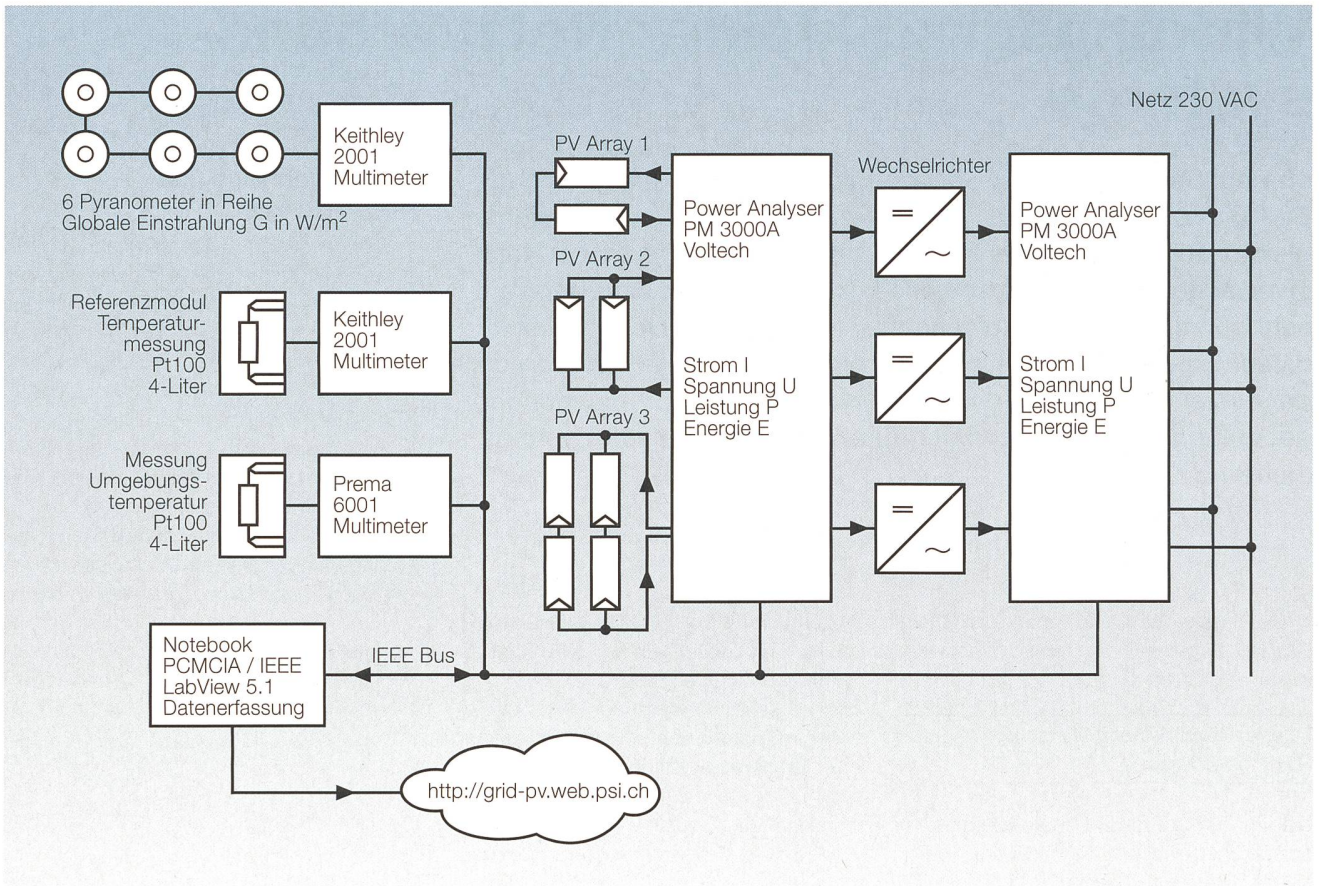 6 Pyranometer in Reihe
Globale Einstrahlung G in W/m²
Keithley
2001
Multimeter
Referenzmodul
Temperatur-
messung
Pt100
4-Liter
Keithley
2001
Multimeter
Messung
Umgebungs-
temperatur
Pt100
4-Liter
Prema
6001
Multimeter
Notebook
PCMCIA / IEEE
LabView 5.1
Datenerfassung
IEEE Bus
http://grid-pv.web.psi.ch
PV Array 1
PV Array 2
PV Array 3
Power Analyser
PM 3000A
Voltech
Strom I
Spannung U
Leistung P
Energie E
Wechselrichter
=
~
=
~
=
~
Power Analyser
PM 3000A
Voltech
Strom I
Spannung U
Leistung P
Energie E
Netz 230 VAC